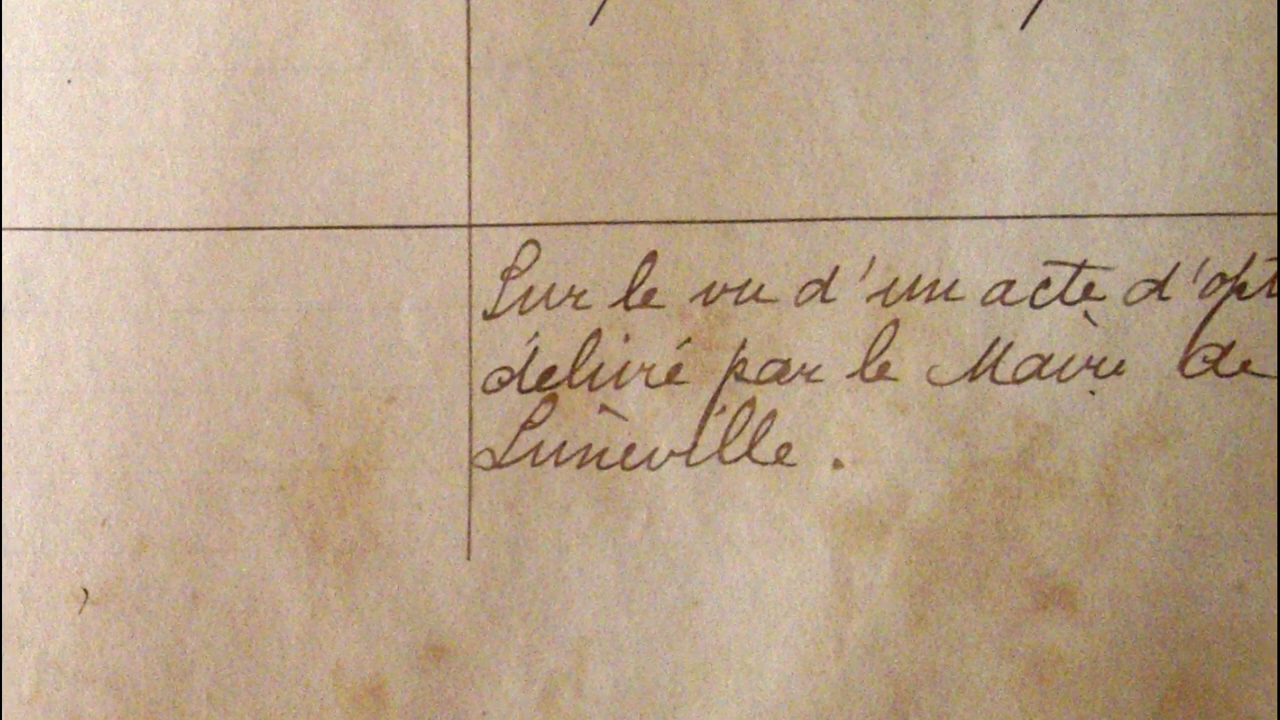 Sur le vu d'un acte d'opt
délivré par le Maire de
Lunéville.